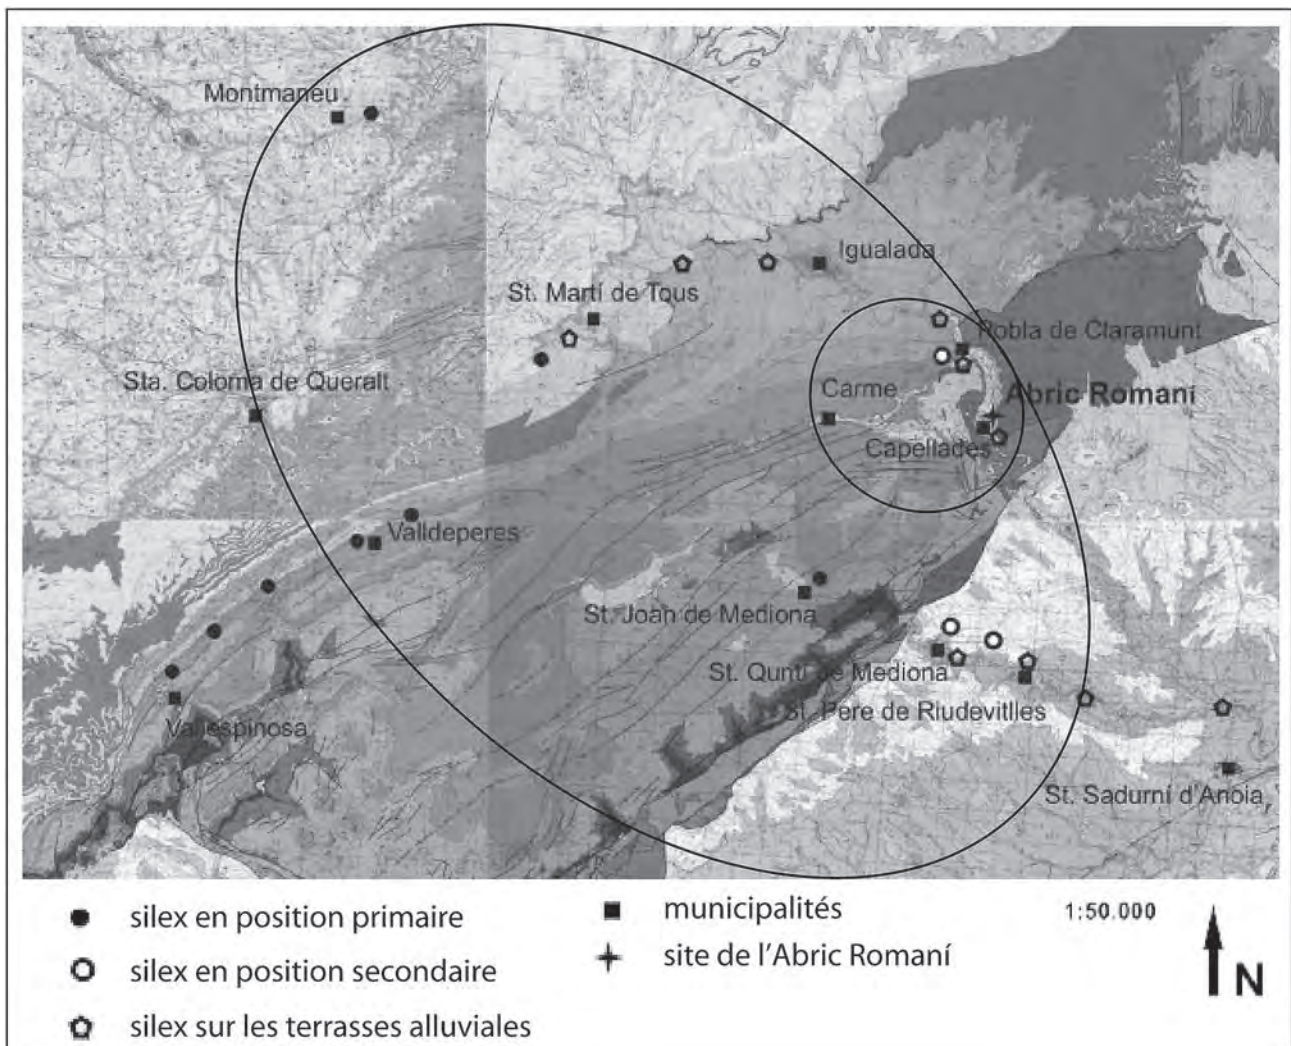 Montmaneu
Igualada
St. Martí de Tous
Pobla de Claramunt
Sta. Coloma de Queralt
Carme
Abric Romaní
Capellades
Valldeperes
St. Joan de Mediona
St. Quntí de Mediona
St. Pere de Riudevitlles
Vallespinosa
St. Sadurní d'Anoia
silex en position primaire
municipalités
1:50.000
silex en position secondaire
site de l'Abric Romaní
N
silex sur les terrasses alluviales